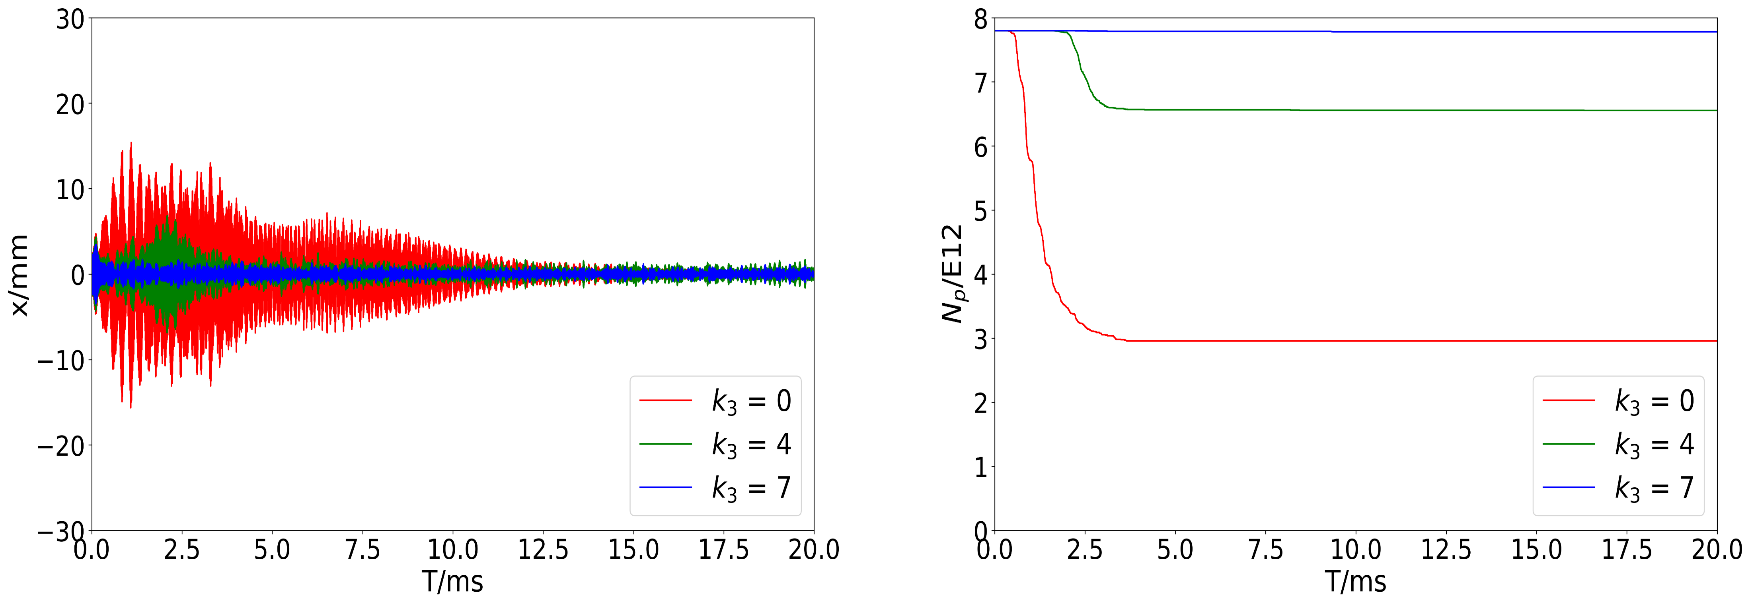 30
20
10
0
−10
−20
−30
x/mm
0.0 2.5 5.0 7.5 10.0 12.5 15.0 17.5 20.0
T/ms
k₃ = 0
k₃ = 4
k₃ = 7
8
7
6
5
4
3
2
1
0
Nₚ/E12
0.0 2.5 5.0 7.5 10.0 12.5 15.0 17.5 20.0
T/ms
k₃ = 0
k₃ = 4
k₃ = 7